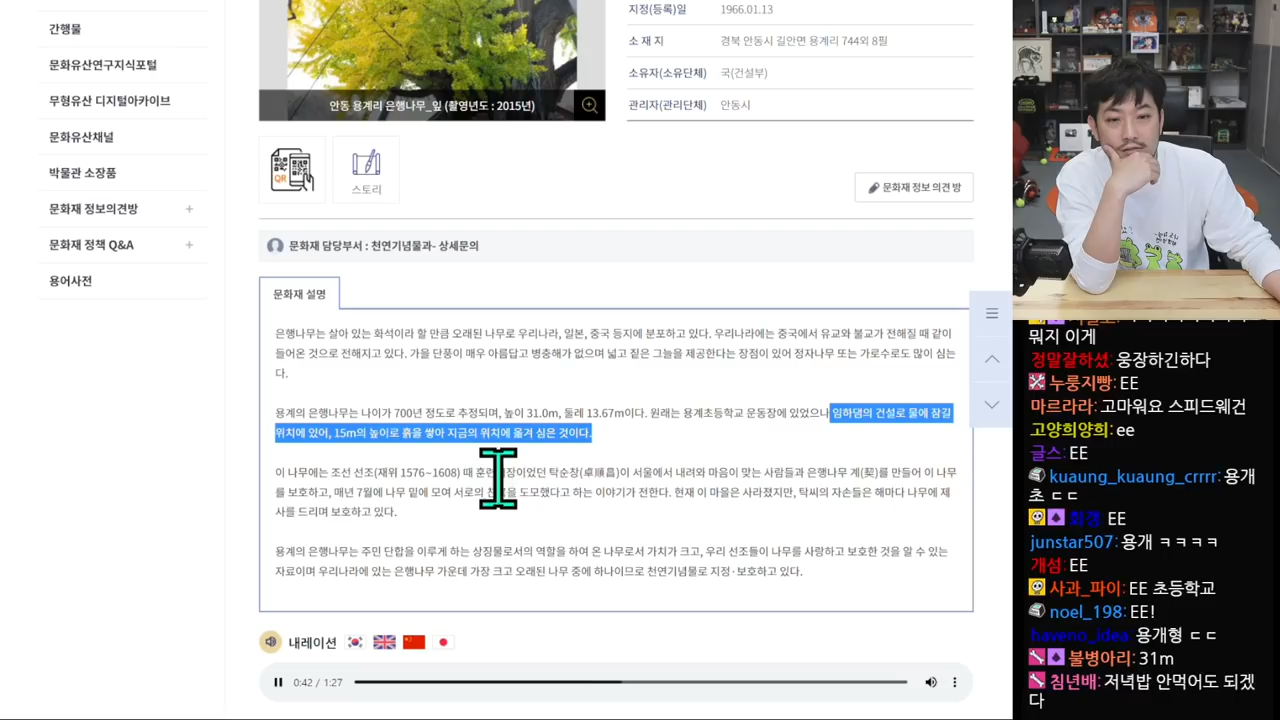 간행물
문화유산연구지식포털
무형유산 디지털아카이브
문화유산채널
박물관 소장품
문화재 정보의견방 +
문화재 정책 Q&A +
용어사전
안동 용계리 은행나무_잎 (촬영년도 : 2015년)
지정(등록)일 1966.01.13
소 재 지 경북 안동시 길안면 용계리 744외 8필
소유자(소유단체) 국(건설부)
관리자(관리단체) 안동시
QR
스토리
문화재 정보 의견 방
문화재 담당부서 : 천연기념물과- 상세문의
문화재 설명
은행나무는 살아 있는 화석이라 할 만큼 오래된 나무로 우리나라, 일본, 중국 등지에 분포하고 있다. 우리나라에는 중국에서 유교와 불교가 전해질 때 같이
들어온 것으로 전해지고 있다. 가을 단풍이 매우 아름답고 병충해가 없으며 넓고 짙은 그늘을 제공한다는 장점이 있어 정자나무 또는 가로수로도 많이 심는
다.
용계의 은행나무는 나이가 700년 정도로 추정되며, 높이 31.0m, 둘레 13.67m이다. 원래는 용계초등학교 운동장에 있었으나 임하댐의 건설로 물에 잠길
위치에 있어, 15m의 높이로 흙을 쌓아 지금의 위치에 옮겨 심은 것이다.
이 나무에는 조선 선조(재위 1576~1608) 때 훈련대장이었던 탁순창(卓順昌)이 서울에서 내려와 마음이 맞는 사람들과 은행나무 계(契)를 만들어 이 나무
를 보호하고, 매년 7월에 나무 밑에 모여 서로의 친목을 도모했다고 하는 이야기가 전한다. 현재 이 마을은 사라졌지만, 탁씨의 자손들은 해마다 나무에 제
사를 드리며 보호하고 있다.
용계의 은행나무는 주민 단합을 이루게 하는 상징물로서의 역할을 하여 온 나무로서 가치가 크고, 우리 선조들이 나무를 사랑하고 보호한 것을 알 수 있는
자료이며 우리나라에 있는 은행나무 가운데 가장 크고 오래된 나무 중에 하나이므로 천연기념물로 지정·보호하고 있다.
내레이션
0:42 / 1:27
뭐지 이게
정말잘하셨: 웅장하긴하다
누룽지빵: EE
마르라라: 고마워요 스피드웨건
고양희양희: ee
글스: EE
kuaung_kuaung_crrrr: 용개
초 ㄷㄷ
EE
junstar507: 용개 ㅋㅋㅋㅋ
개섬: EE
사과_파이: EE 초등학교
noel_198: EE!
haveno_idea: 용개형 ㄷㄷ
불병아리: 31m
침년배: 저녁밥 안먹어도 되겠
다